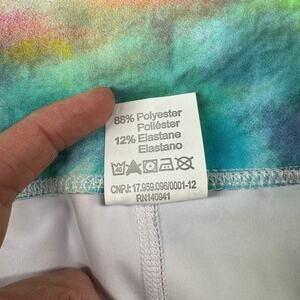 88% Polyester
Poliéster
12% Elastane
Elastano
CNPJ: 17.959.096/0001-12
RN140941